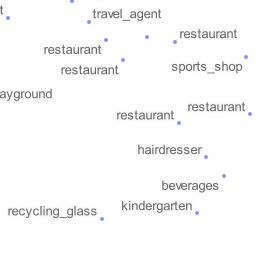 t
travel_agent
restaurant
restaurant
restaurant
sports_shop
ayground
restaurant
restaurant
hairdresser
beverages
kindergarten
recycling_glass